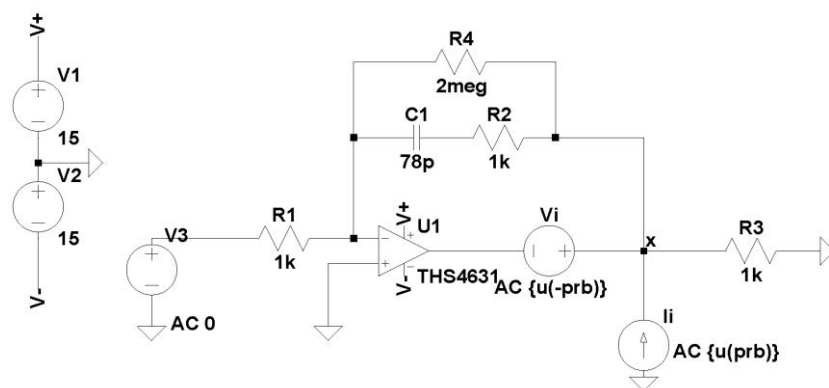 V+
V1
15
V2
15
V-
V3
AC 0
R1
1k
R4
2meg
C1
78p
R2
1k
V+
U1
V-
THS4631
Vi
AC {u(-prb)}
x
R3
1k
Ii
AC {u(prb)}